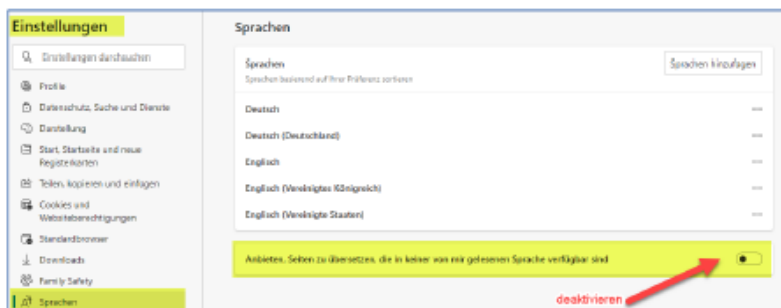 Einstellungen
Einstellungen durchsuchen
Profile
Datenschutz, Suche und Dienste
Darstellung
Start, Startseite und neue
Registerkarten
Teilen, kopieren und einfügen
Cookies und
Websiteberechtigungen
Standardbrowser
Downloads
Family Safety
Sprachen
Sprachen
Sprachen
Sprachen hinzufügen
Sprachen basierend auf Ihrer Präferenz sortieren
Deutsch
Deutsch (Deutschland)
Englisch
Englisch (Vereinigtes Königreich)
Englisch (Vereinigte Staaten)
Anbieten, Seiten zu übersetzen, die in keiner von mir gelesenen Sprache verfügbar sind
deaktivieren